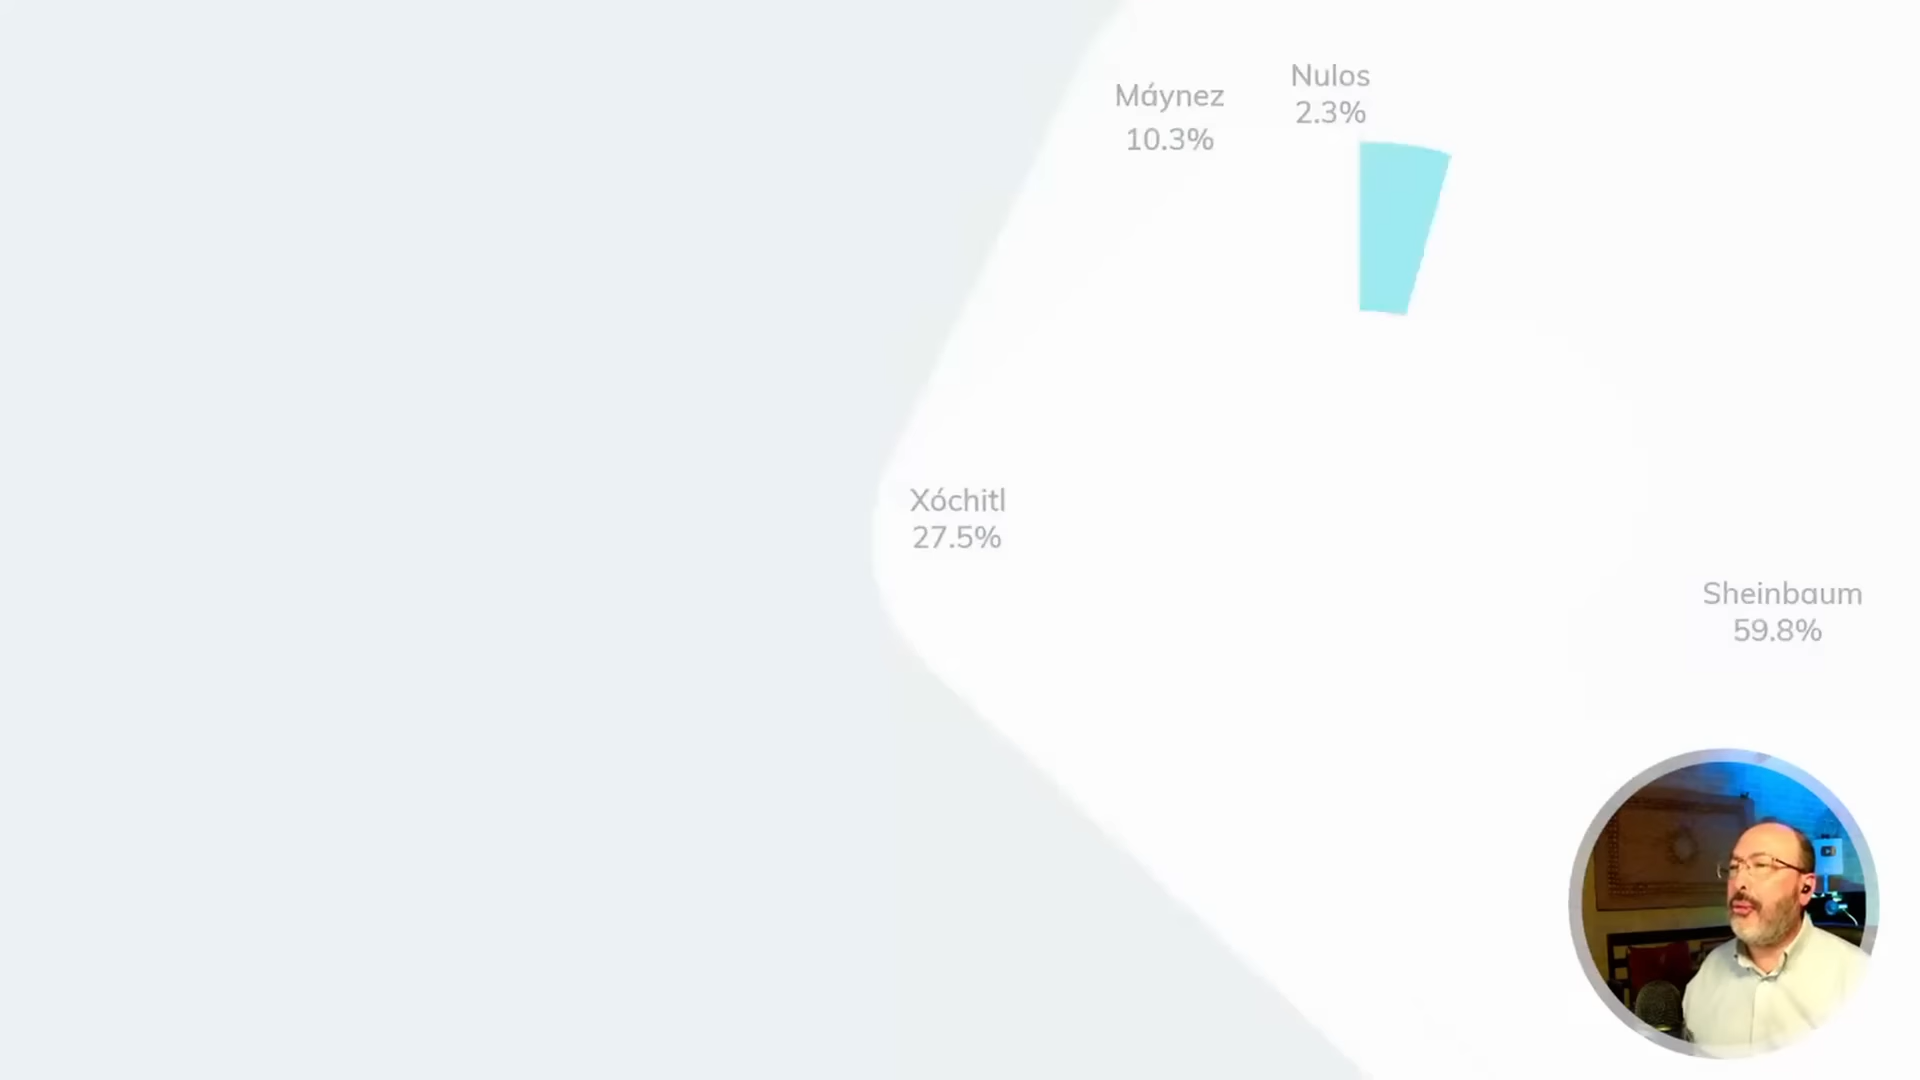 Nulos
2.3%
Máynez
10.3%
Xóchitl
27.5%
Sheinbaum
59.8%